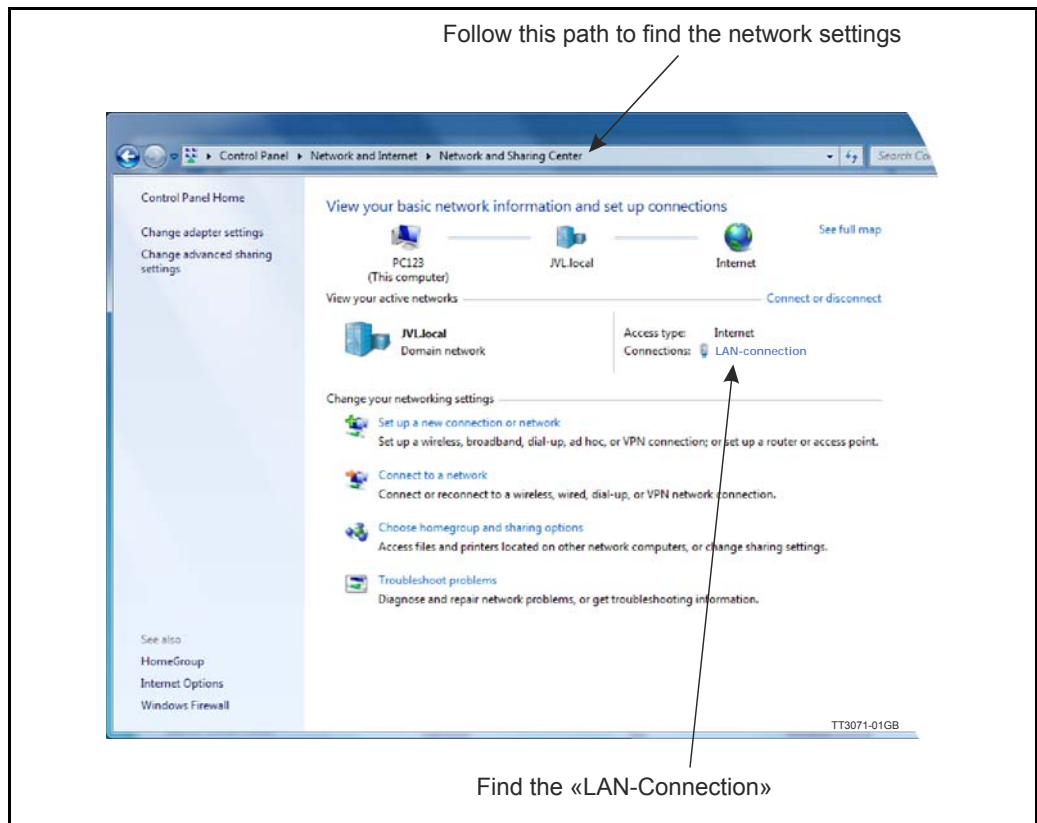 Follow this path to find the network settings
Control Panel ▸ Network and Internet ▸ Network and Sharing Center
Search Co
Control Panel Home
Change adapter settings
Change advanced sharing
settings
View your basic network information and set up connections
See full map
PC123
(This computer)
JVL.local
Internet
View your active networks
Connect or disconnect
JVL.local
Domain network
Access type: Internet
Connections: LAN-connection
Change your networking settings
Set up a new connection or network
Set up a wireless, broadband, dial-up, ad hoc, or VPN connection; or set up a router or access point.
Connect to a network
Connect or reconnect to a wireless, wired, dial-up, or VPN network connection.
Choose homegroup and sharing options
Access files and printers located on other network computers, or change sharing settings.
Troubleshoot problems
Diagnose and repair network problems, or get troubleshooting information.
See also
HomeGroup
Internet Options
Windows Firewall
TT3071-01GB
Find the «LAN-Connection»